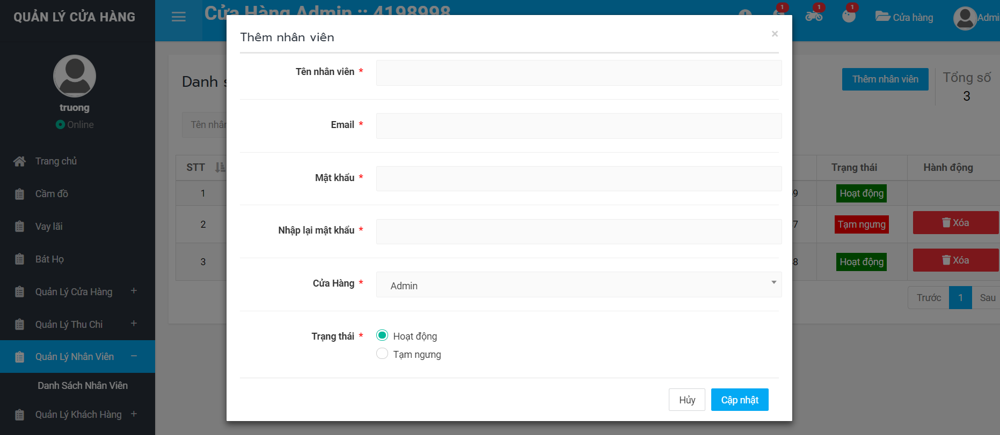 QUẢN LÝ CỬA HÀNG
Cửa Hàng Admin :: 4198998
1
1
1
Cửa hàng
Admi
truong
Online
Trang chủ
Cầm đồ
Vay lãi
Bát Họ
Quản Lý Cửa Hàng +
Quản Lý Thu Chi +
Quản Lý Nhân Viên −
Danh Sách Nhân Viên
Quản Lý Khách Hàng +
Danh s
Thêm nhân viên
Tổng số
3
Tên nhân
STT
Trạng thái
Hành động
1
9
Hoạt động
2
7
Tạm ngưng
Xóa
3
8
Hoạt động
Xóa
Trước
1
Sau
Thêm nhân viên
×
Tên nhân viên *
Email *
Mật khẩu *
Nhập lại mật khẩu *
Cửa Hàng *
Admin
Trạng thái *
Hoạt động
Tạm ngưng
Hủy
Cập nhật